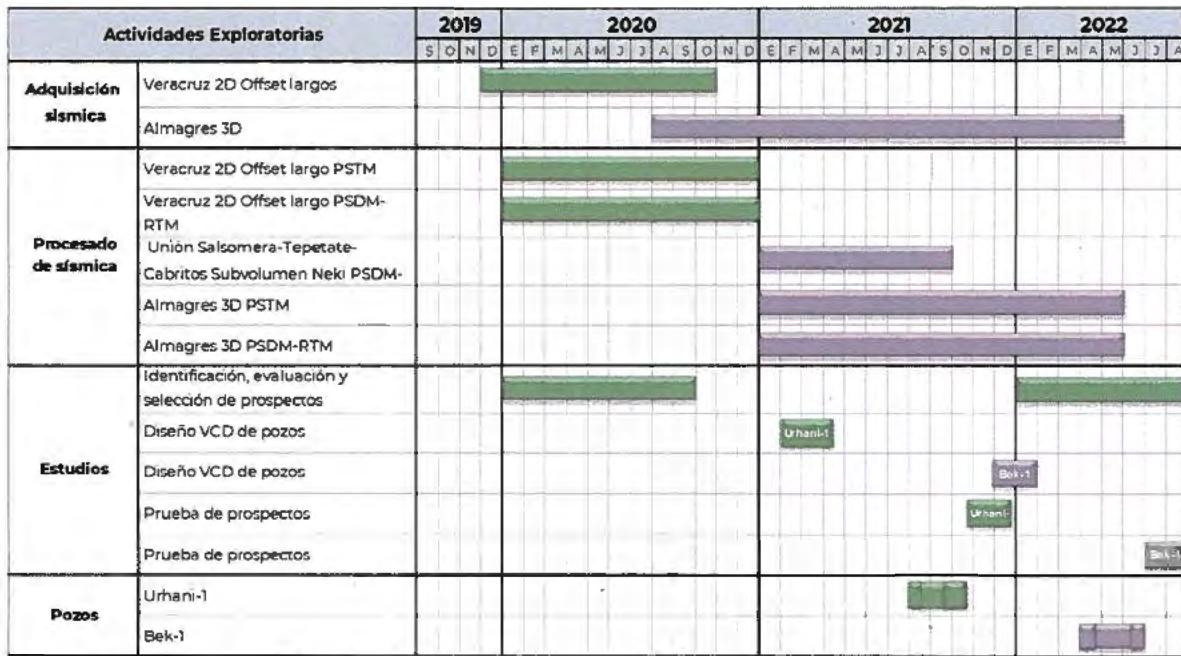 Actividades Exploratorias 2019 2020 2021 2022
S O N D E F M A M J J A S O N D E F M A M J J A S O N D E F M A M J J A
Adquisición
sísmica
Veracruz 2D Offset largos
Almagres 3D
Procesado
de sísmica
Veracruz 2D Offset largo PSTM
Veracruz 2D Offset largo PSDM-
RTM
Unión Salsomera-Tepetate-
Cabritos Subvolumen Neki PSDM-
Almagres 3D PSTM
Almagres 3D PSDM-RTM
Estudios
Identificación, evaluación y
selección de prospectos
Diseño VCD de pozos Urhani-1
Diseño VCD de pozos Bek-1
Prueba de prospectos Urhani-
Prueba de prospectos Bek-1
Pozos
Urhani-1
Bek-1